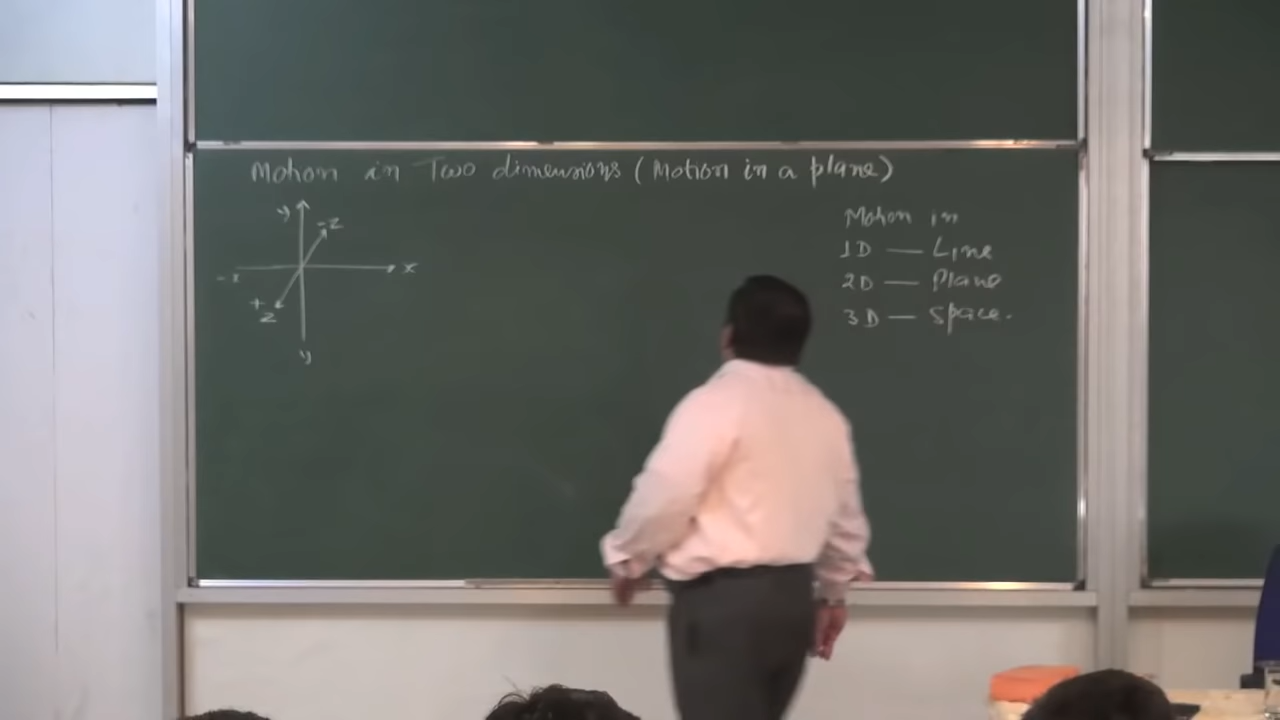 Motion in Two dimensions (Motion in a plane)
y
-z
-x
x
+
z
y
Motion in
1D — Line
2D — Plane
3D — Space.